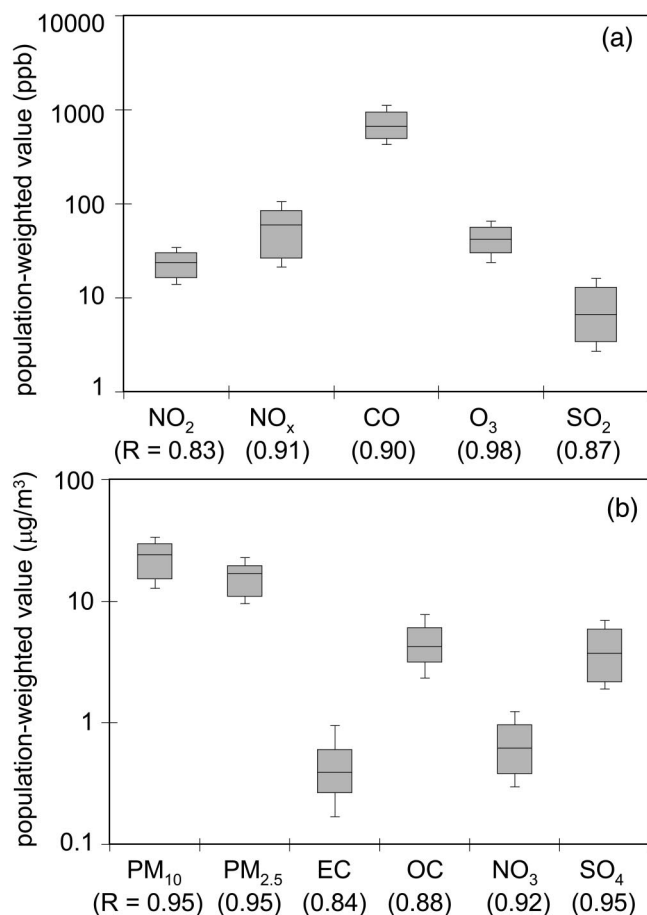 (a)
population-weighted value (ppb)
10000
1000
100
10
1
NO₂ NOₓ CO O₃ SO₂
(R = 0.83) (0.91) (0.90) (0.98) (0.87)
(b)
population-weighted value (μg/m³)
100
10
1
0.1
PM₁₀ PM₂.₅ EC OC NO₃ SO₄
(R = 0.95) (0.95) (0.84) (0.88) (0.92) (0.95)